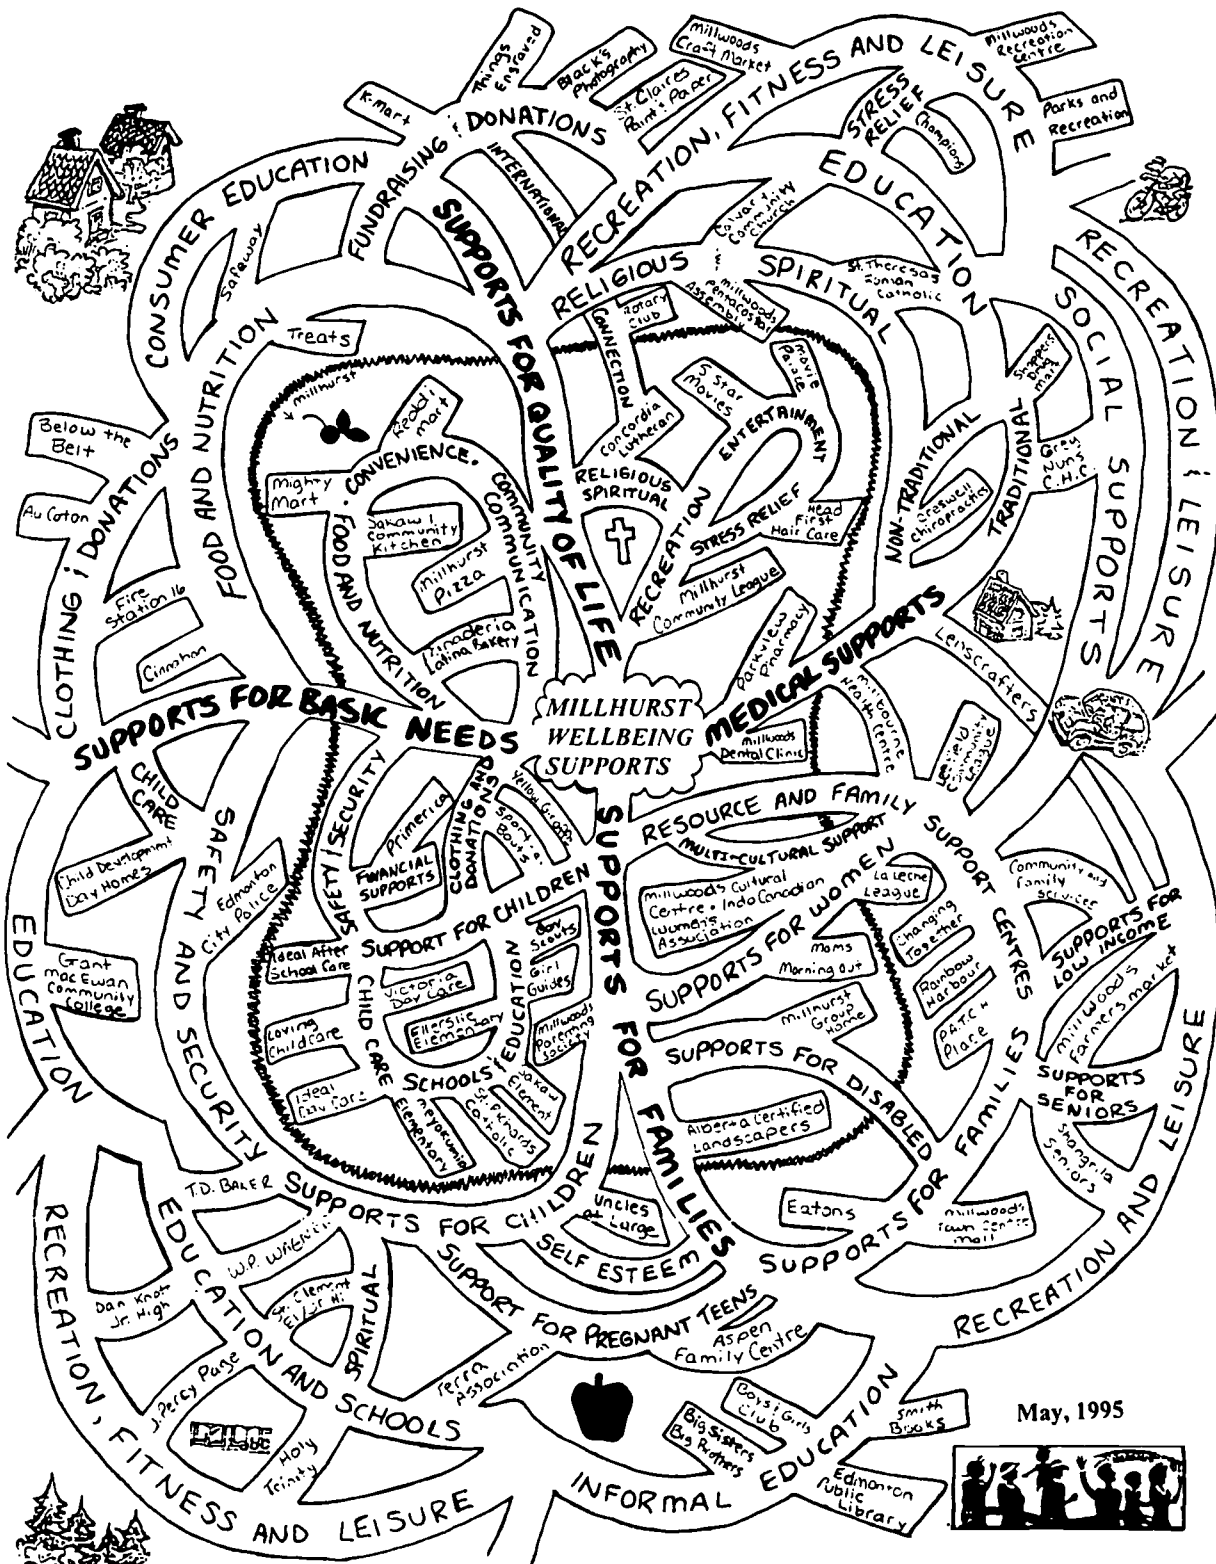 Things
Engraved
Black's
Photography
Millwoods
Craft Market
Millwoods
Recreation
Centre
K-Mart
St. Claires
Paint & Paper
FUNDRAISING & DONATIONS
INTERNATIONAL
RECREATION, FITNESS AND LEISURE
STRESS
RELIEF
Champions
Parks and
Recreation
CONSUMER EDUCATION
Safeway
FOOD AND NUTRITION
Treats
SUPPORTS FOR QUALITY OF LIFE
RELIGIOUS & SPIRITUAL
Calvary
Community
Church
EDUCATION
St. Theresas
Roman
Catholic
Millwoods
Pentacostal
Assembly
RECREATION & LEISURE
SOCIAL SUPPORTS
Millhurst
CONNECTION
Rotary
Club
Concordia
Lutheran
RELIGIOUS
SPIRITUAL
5 Star
Movies
Movie
Palace
ENTERTAINMENT
RECREATION
STRESS RELIEF
Head
First
Hair Care
Millhurst
Community League
NON-TRADITIONAL
TRADITIONAL
Shoppers
Drug
Mart
Grey
Nun's
C.H.C.
Creswell
Chiropractics
Below the
Belt
Au Coton
CLOTHING & DONATIONS
Fire
Station 16
Cinnabon
Mighty
Mart
Reddi
mart
CONVENIENCE.
FOOD AND NUTRITION
Sakaw
Community
Kitchen
Millhurst
Pizza
Panaderia
Latina Bakery
COMMUNITY
COMMUNICATION
SUPPORTS FOR BASIC NEEDS
MILLHURST
WELLBEING
SUPPORTS
MEDICAL SUPPORTS
Parkview
Pharmacy
Millwoods
Dental Clinic
Millbourne
Health Centre
Lenscrafters
Community
League
CHILD
CARE
Child Development
Day Homes
EDUCATION
Grant
MacEwan
Community
College
SAFETY AND SECURITY
Edmonton
City Police
SAFETY & SECURITY
Primerica
FINANCIAL
SUPPORTS
CLOTHING AND
DONATIONS
Yellow Giraffe
SUPPORT FOR CHILDREN
Ideal After
School Care
Victoria
Day Care
Loving
Childcare
Ellerslie
Elementary
Ideal
Day Care
CHILD CARE
SCHOOLS & EDUCATION
Boy
Scouts
Girl
Guides
Millwoods
Parenting
Society
Sakaw
Element
St. Richards
Catholic
Meyokumin
Elementary
SUPPORTS FOR FAMILIES
RESOURCE AND FAMILY SUPPORT CENTRES
MULTI-CULTURAL SUPPORT
Millwoods Cultural
Centre • Indo Canadian
Women's
Association
SUPPORTS FOR WOMEN
La Leche
League
Moms
Morning Out
Changing
Together
Rainbow
Harbour
P.A.T.C.H
Place
Community and
Family
Services
SUPPORTS FOR
LOW INCOME
Millwoods
Farmers market
Millhurst
Group
Home
SUPPORTS FOR DISABLED
Alberta Certified
Landscapers
SUPPORTS FOR FAMILIES
SUPPORTS
FOR
SENIORS
Shangrila
Seniors
Eatons
Millwoods
Town Centre
Mall
RECREATION AND LEISURE
T.D. BAKER
SUPPORTS FOR CHILDREN
Uncles
At Large
SELF ESTEEM
SUPPORT FOR PREGNANT TEENS
Aspen
Family Centre
Terra
Association
EDUCATION AND SCHOOLS
Dan Knott
Jr. High
St. Clement
SPIRITUAL
J. Percy Page
Holy
Trinity
RECREATION, FITNESS AND LEISURE
INFORMAL EDUCATION
Boys & Girls
Club
Big Sisters
Big Brothers
Smith
Books
Edmonton
Public
Library
May, 1995